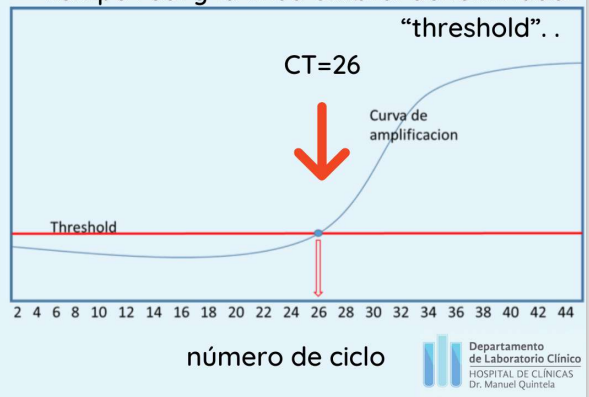 “threshold”. .
CT=26
Curva de
amplificacion
Threshold
2 4 6 8 10 12 14 16 18 20 22 24 26 28 30 32 34 36 38 40 42 44
número de ciclo
Departamento
de Laboratorio Clínico
HOSPITAL DE CLÍNICAS
Dr. Manuel Quintela